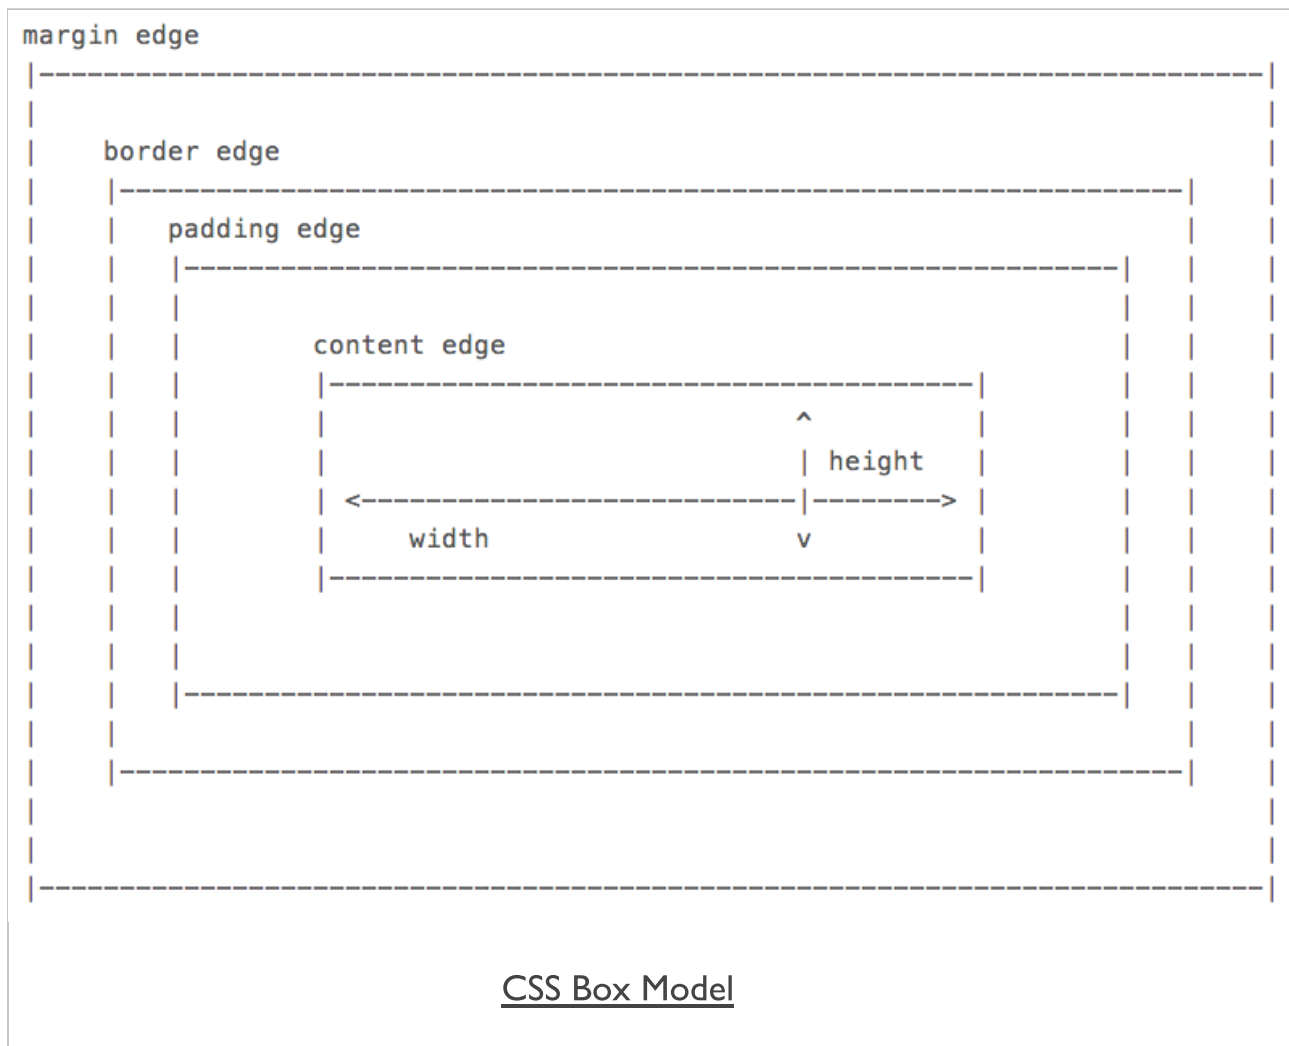 margin edge
border edge
padding edge
content edge
height
width
CSS Box Model